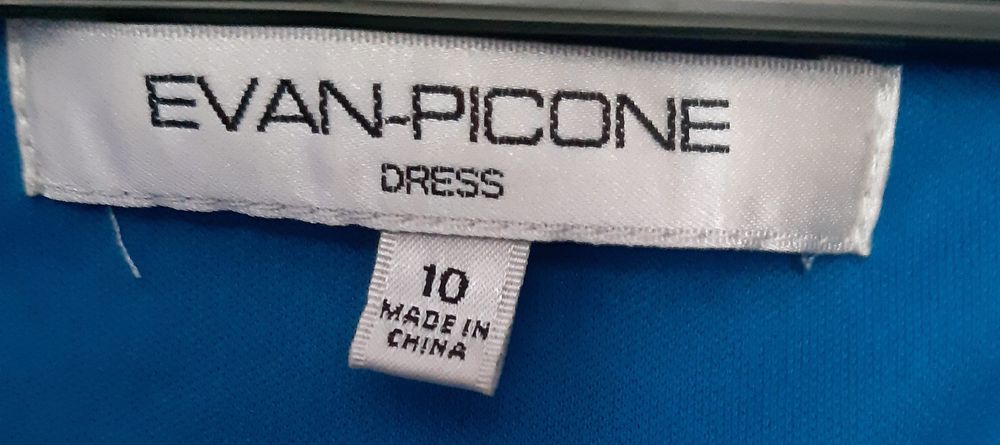 EVAN-PICONE
DRESS
10
MADE IN
CHINA